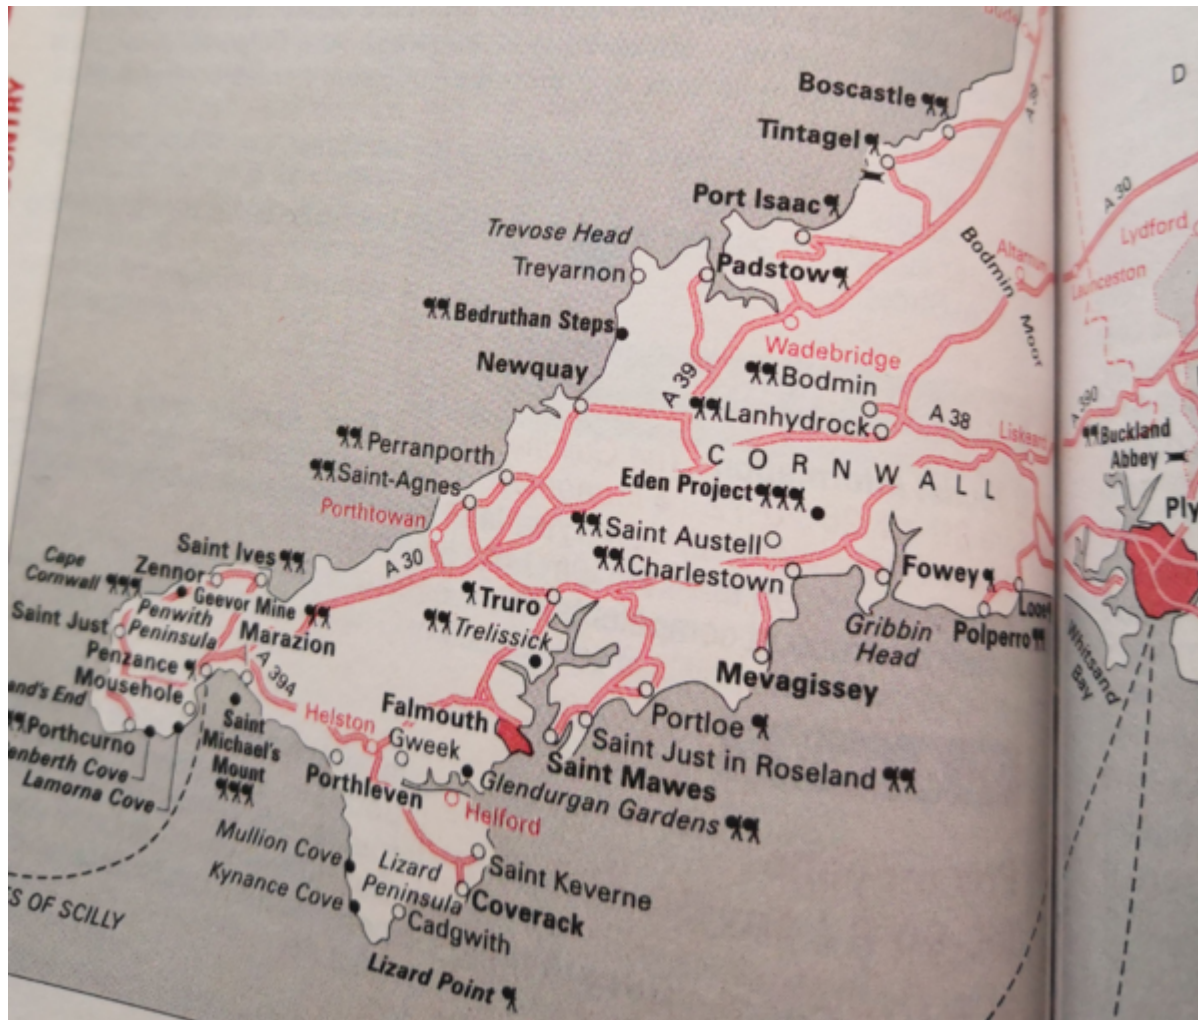 D
Boscastle
A 39
Tintagel
A 30
Port Isaac
Lydford
Trevose Head
Treyarnon
Padstow
Bodmin
Moor
Launceston
Bedruthan Steps
Newquay
Wadebridge
A 39
Bodmin
A 390
Lanhydrock
A 38
Buckland
Abbey
Perranporth
CORNWALL
Saint-Agnes
Eden Project
Porthtowan
Saint Austell
A 30
Charlestown
Fowey
Saint Ives
Cape
Cornwall
Zennor
Geevor Mine
Truro
Looe
Saint Just
Penwith
Peninsula
Marazion
Trelissick
Gribbin
Head
Polperro
Whitsand
Bay
Penzance
Mousehole
A 394
Mevagissey
Falmouth
Portloe
Helston
Gweek
Saint Just in Roseland
Saint
Michael's
Mount
Porthcurno
Saint Mawes
Lamorna Cove
Porthleven
Glendurgan Gardens
Helford
Mullion Cove
Lizard
Peninsula
Saint Keverne
Kynance Cove
Coverack
Cadgwith
OF SCILLY
Lizard Point